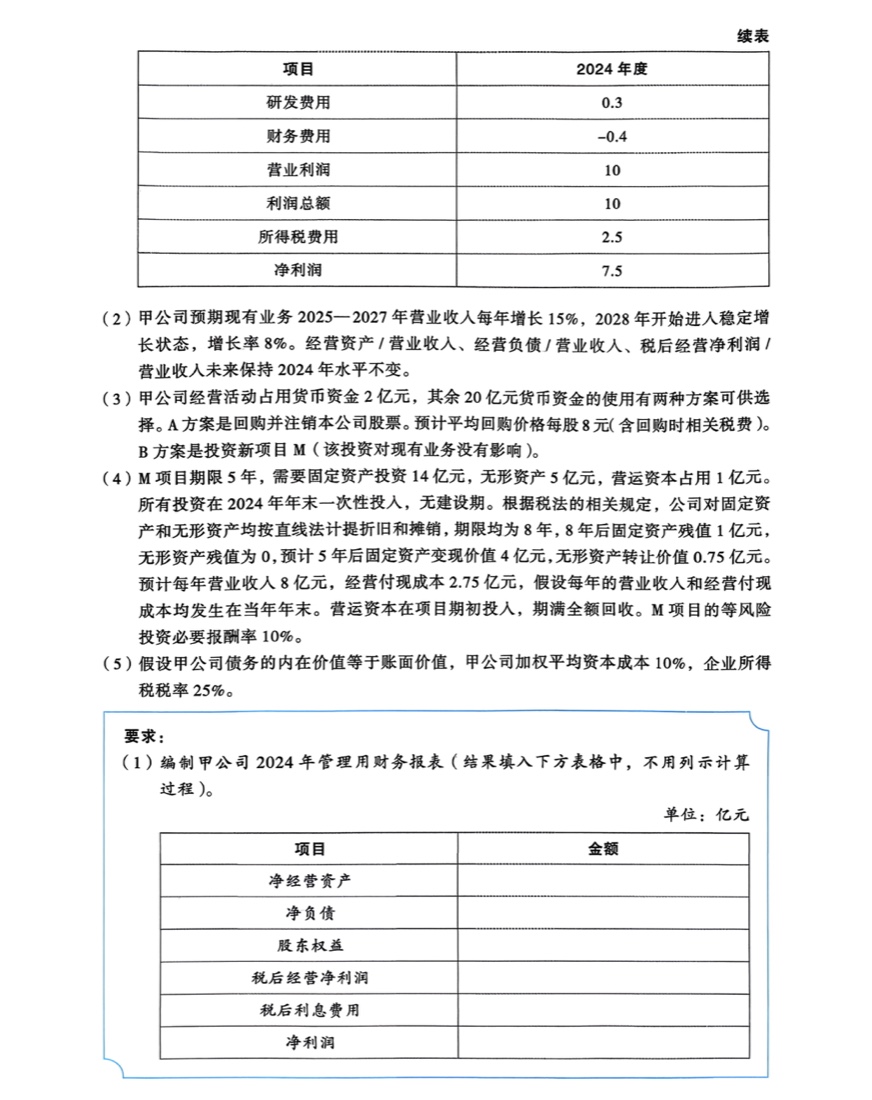 续表
项目 2024 年度
研发费用 0.3
财务费用 -0.4
营业利润 10
利润总额 10
所得税费用 2.5
净利润 7.5
（2）甲公司预期现有业务 2025—2027 年营业收入每年增长 15%，2028 年开始进入稳定增
长状态，增长率 8%。经营资产 / 营业收入、经营负债 / 营业收入、税后经营净利润 /
营业收入未来保持 2024 年水平不变。
（3）甲公司经营活动占用货币资金 2 亿元，其余 20 亿元货币资金的使用有两种方案可供选
择。A 方案是回购并注销本公司股票。预计平均回购价格每股 8 元（含回购时相关税费）。
B 方案是投资新项目 M（该投资对现有业务没有影响）。
（4）M 项目期限 5 年，需要固定资产投资 14 亿元，无形资产 5 亿元，营运资本占用 1 亿元。
所有投资在 2024 年年末一次性投入，无建设期。根据税法的相关规定，公司对固定资
产和无形资产均按直线法计提折旧和摊销，期限均为 8 年，8 年后固定资产残值 1 亿元，
无形资产残值为 0，预计 5 年后固定资产变现价值 4 亿元，无形资产转让价值 0.75 亿元。
预计每年营业收入 8 亿元，经营付现成本 2.75 亿元，假设每年的营业收入和经营付现
成本均发生在当年年末。营运资本在项目期初投入，期满全额回收。M 项目的等风险
投资必要报酬率 10%。
（5）假设甲公司债务的内在价值等于账面价值，甲公司加权平均资本成本 10%，企业所得
税税率 25%。
要求：
（1）编制甲公司 2024 年管理用财务报表（结果填入下方表格中，不用列示计算
过程）。
单位：亿元
项目 金额
净经营资产
净负债
股东权益
税后经营净利润
税后利息费用
净利润